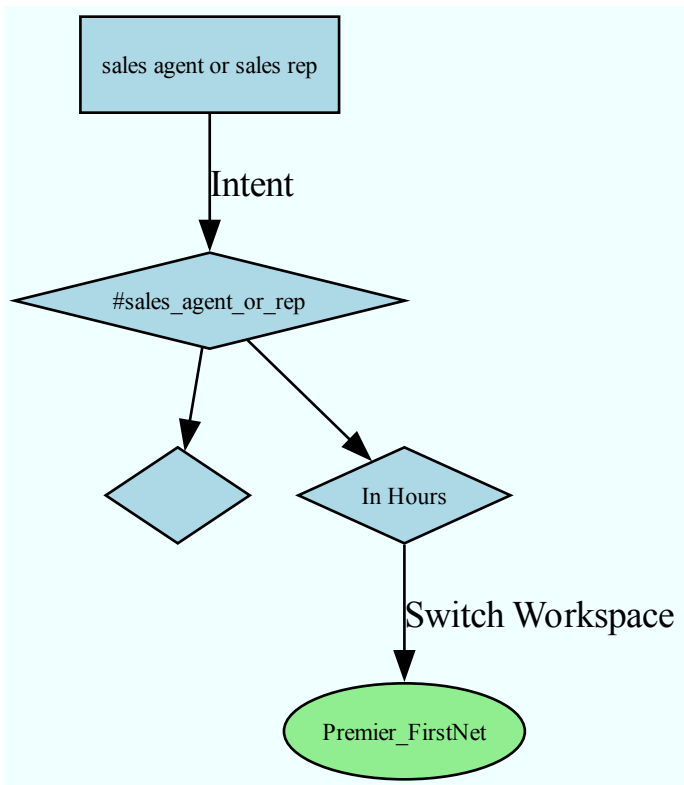 sales agent or sales rep
Intent
#sales_agent_or_rep
In Hours
Switch Workspace
Premier_FirstNet